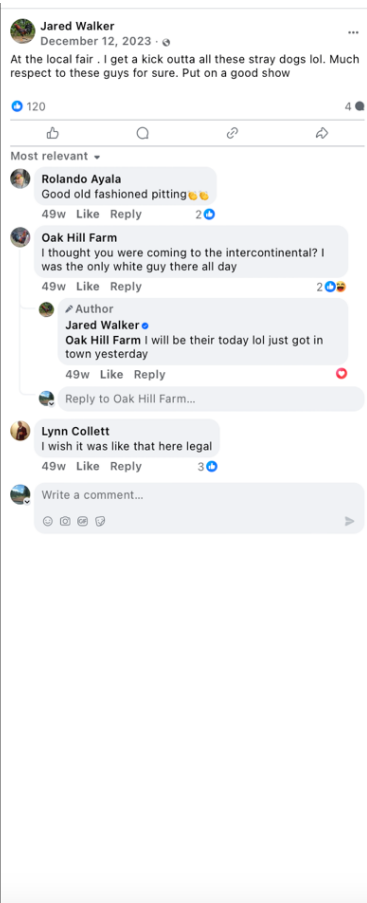 Jared Walker
December 12, 2023 ·
At the local fair . I get a kick outta all these stray dogs lol. Much
respect to these guys for sure. Put on a good show
120
4
Most relevant
Rolando Ayala
Good old fashioned pitting👏👏
49w Like Reply 2
Oak Hill Farm
I thought you were coming to the intercontinental? I
was the only white guy there all day
49w Like Reply 2
Author
Jared Walker
Oak Hill Farm I will be their today lol just got in
town yesterday
49w Like Reply
Reply to Oak Hill Farm...
Lynn Collett
I wish it was like that here legal
49w Like Reply 3
Write a comment...